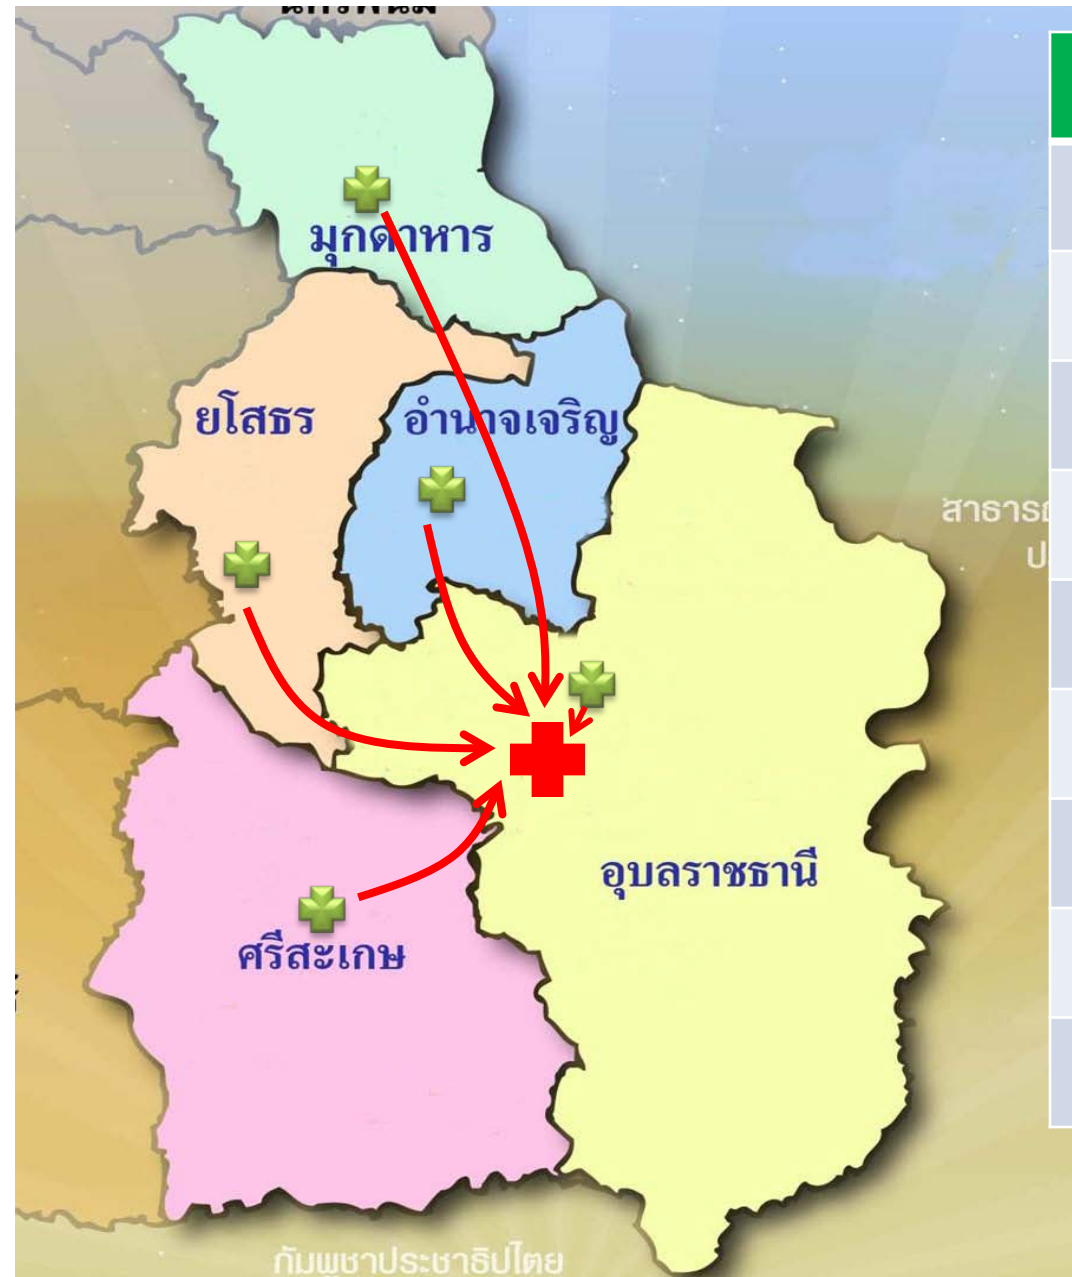 มุกดาหาร
ยโสธร
อำนาจเจริญ
อุบลราชธานี
ศรีสะเกษ
กัมพูชาประชาธิปไตย